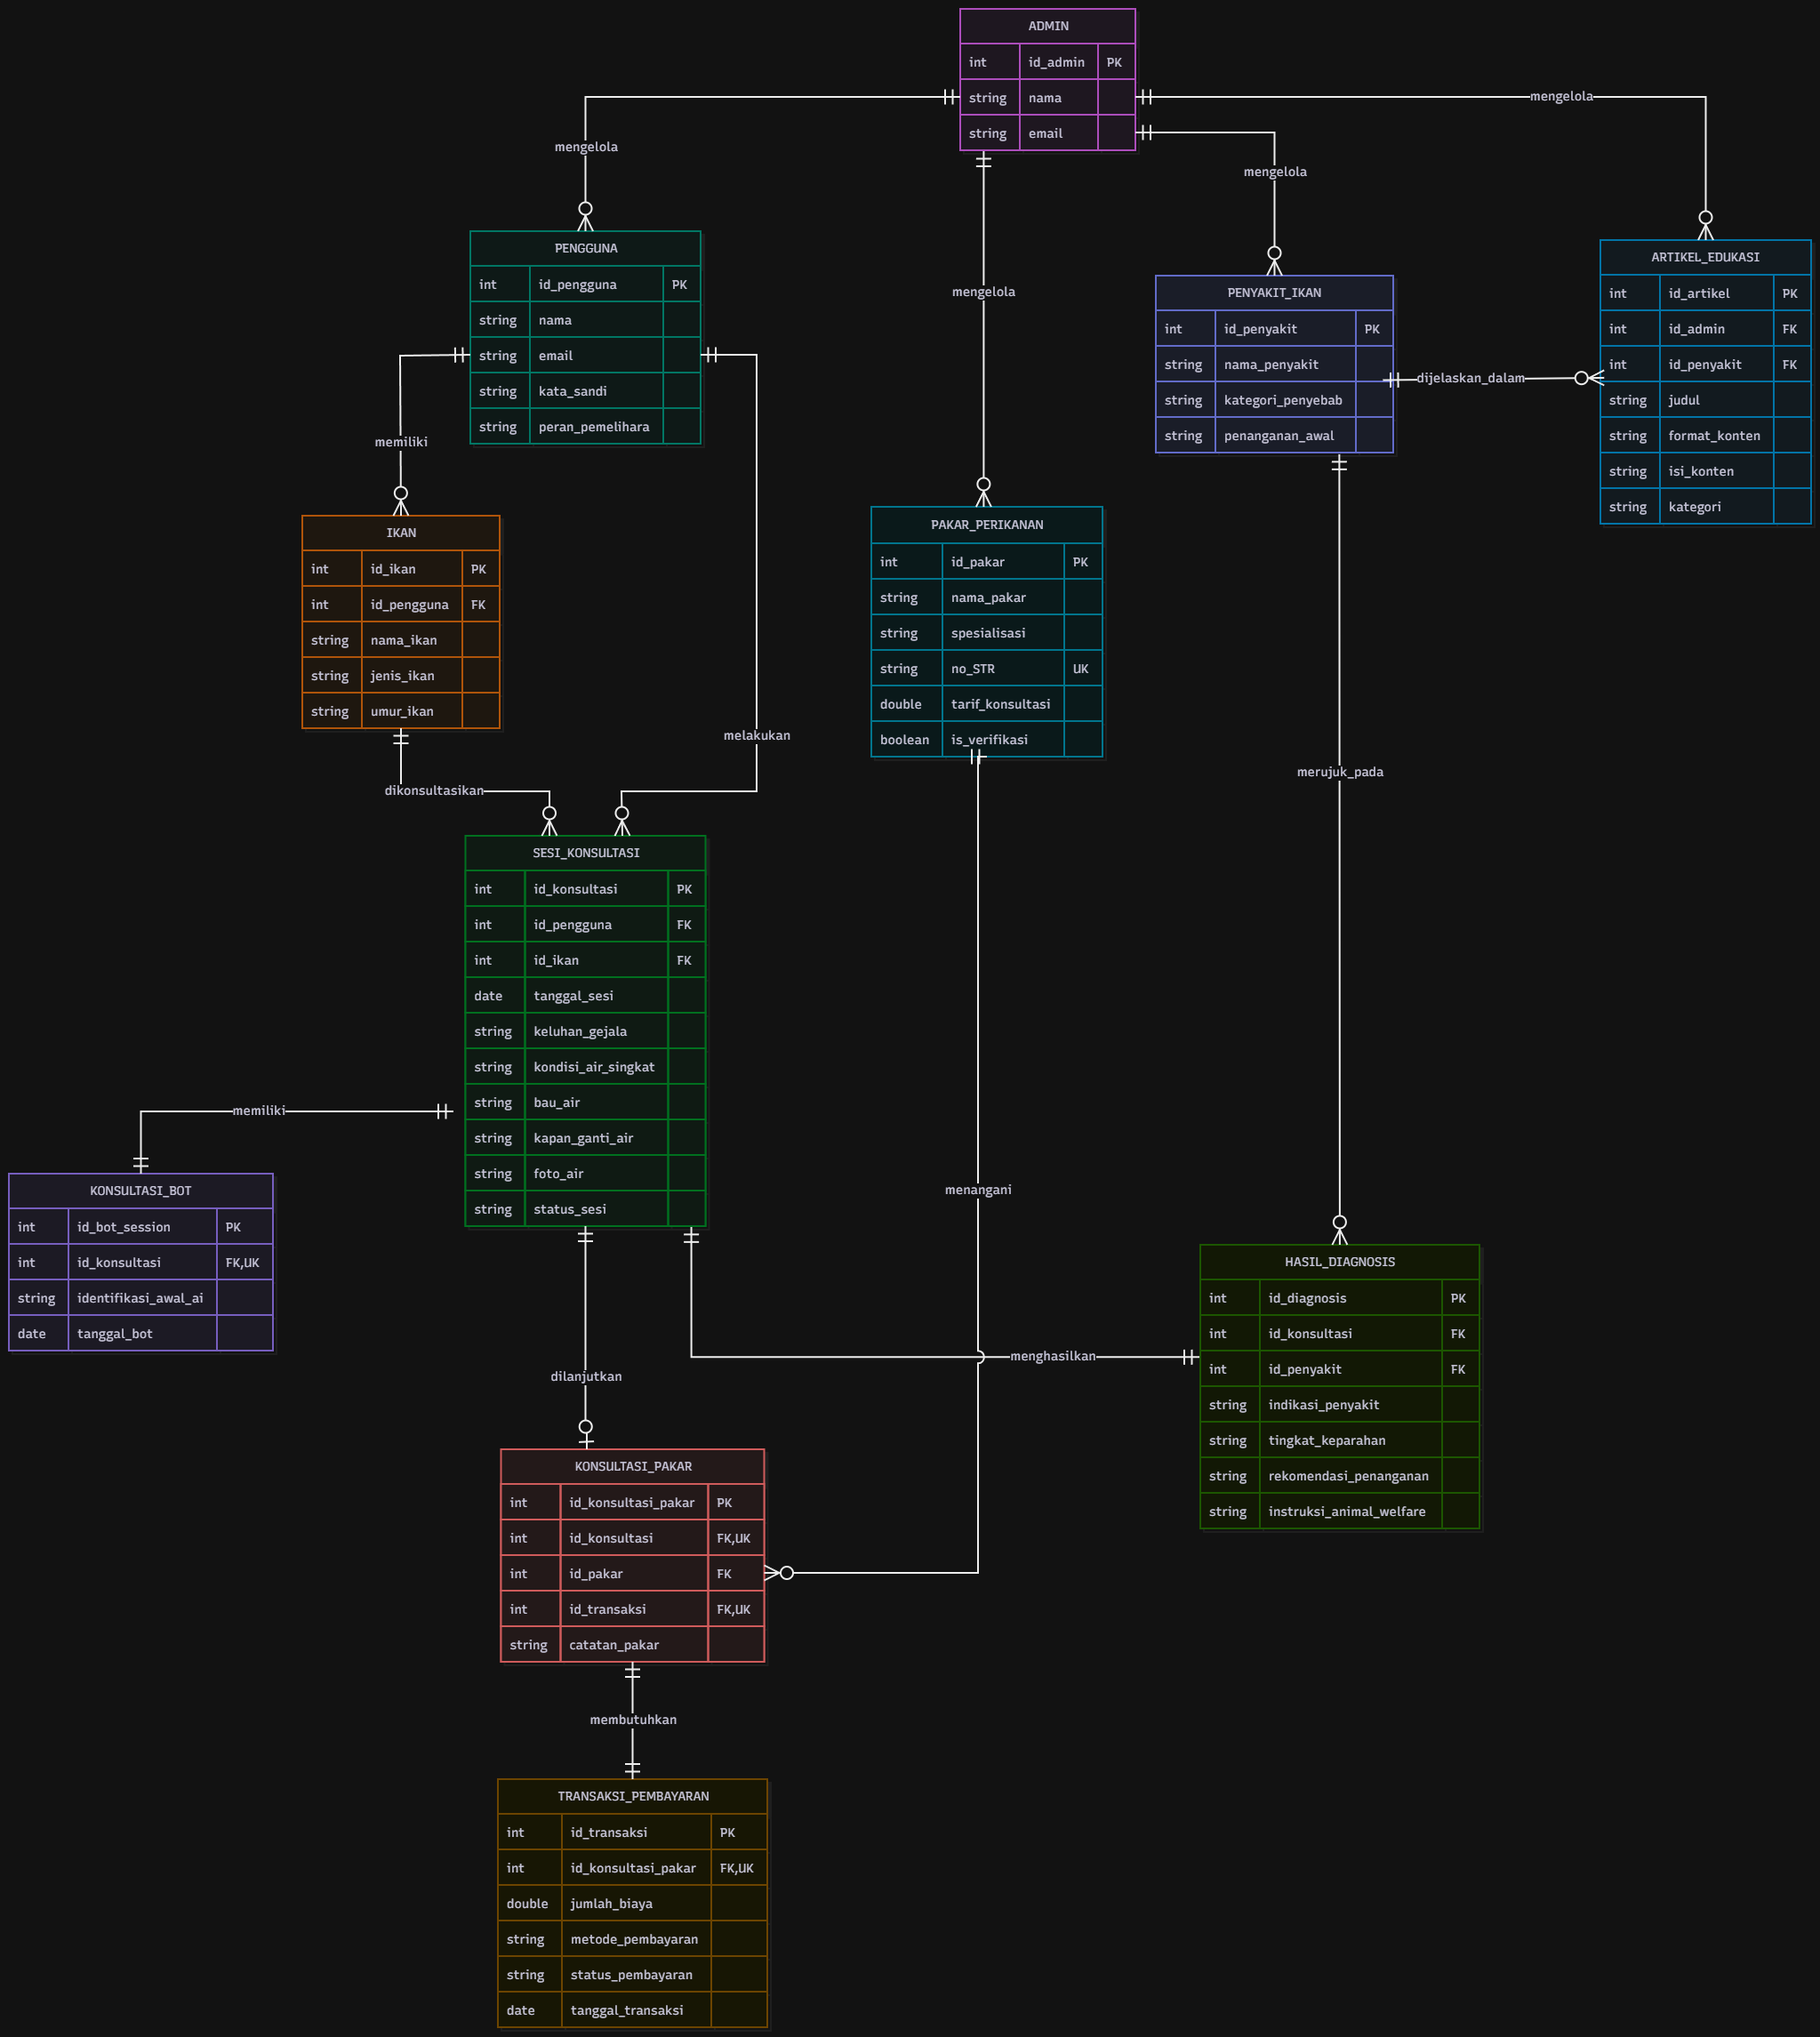 ADMIN
int id_admin PK
string nama
string email
mengelola
mengelola
mengelola
mengelola
PENGGUNA
int id_pengguna PK
string nama
string email
string kata_sandi
string peran_pemelihara
PENYAKIT_IKAN
int id_penyakit PK
string nama_penyakit
string kategori_penyebab
string penanganan_awal
dijelaskan_dalam
ARTIKEL_EDUKASI
int id_artikel PK
int id_admin FK
int id_penyakit FK
string judul
string format_konten
string isi_konten
string kategori
memiliki
IKAN
int id_ikan PK
int id_pengguna FK
string nama_ikan
string jenis_ikan
string umur_ikan
PAKAR_PERIKANAN
int id_pakar PK
string nama_pakar
string spesialisasi
string no_STR UK
double tarif_konsultasi
boolean is_verifikasi
melakukan
merujuk_pada
dikonsultasikan
SESI_KONSULTASI
int id_konsultasi PK
int id_pengguna FK
int id_ikan FK
date tanggal_sesi
string keluhan_gejala
string kondisi_air_singkat
string bau_air
string kapan_ganti_air
string foto_air
string status_sesi
memiliki
KONSULTASI_BOT
int id_bot_session PK
int id_konsultasi FK,UK
string identifikasi_awal_ai
date tanggal_bot
menangani
menghasilkan
dilanjutkan
HASIL_DIAGNOSIS
int id_diagnosis PK
int id_konsultasi FK
int id_penyakit FK
string indikasi_penyakit
string tingkat_keparahan
string rekomendasi_penanganan
string instruksi_animal_welfare
KONSULTASI_PAKAR
int id_konsultasi_pakar PK
int id_konsultasi FK,UK
int id_pakar FK
int id_transaksi FK,UK
string catatan_pakar
membutuhkan
TRANSAKSI_PEMBAYARAN
int id_transaksi PK
int id_konsultasi_pakar FK,UK
double jumlah_biaya
string metode_pembayaran
string status_pembayaran
date tanggal_transaksi